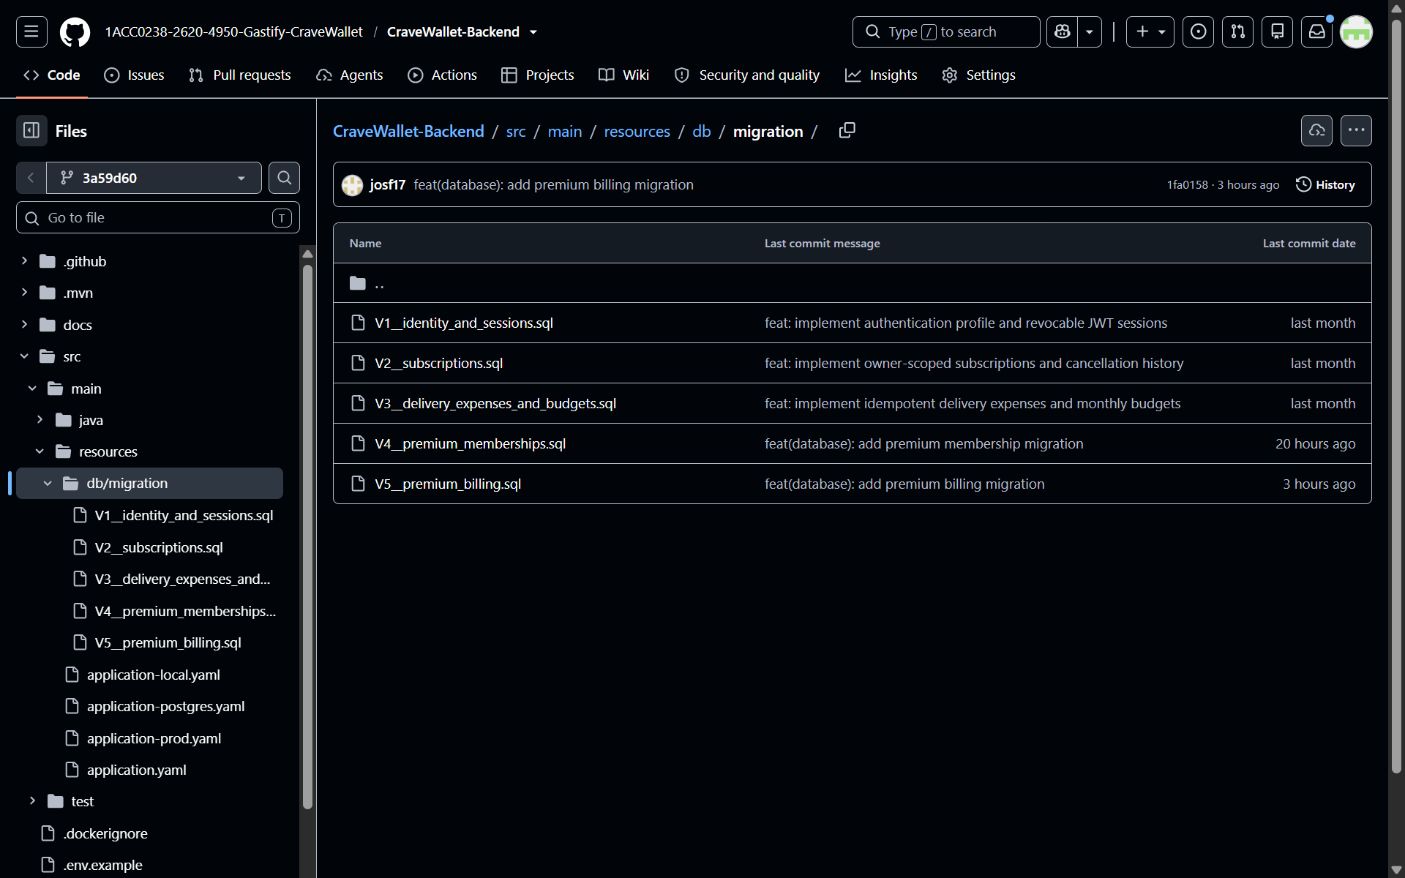 1ACC0238-2620-4950-Gastify-CraveWallet / CraveWallet-Backend
Type / to search
Code Issues Pull requests Agents Actions Projects Wiki Security and quality Insights Settings
Files
3a59d60
Go to file T
.github
.mvn
docs
src
main
java
resources
db/migration
V1__identity_and_sessions.sql
V2__subscriptions.sql
V3__delivery_expenses_and...
V4__premium_memberships...
V5__premium_billing.sql
application-local.yaml
application-postgres.yaml
application-prod.yaml
application.yaml
test
.dockerignore
.env.example
CraveWallet-Backend / src / main / resources / db / migration /
josf17 feat(database): add premium billing migration 1fa0158 · 3 hours ago History
Name Last commit message Last commit date
..
V1__identity_and_sessions.sql feat: implement authentication profile and revocable JWT sessions last month
V2__subscriptions.sql feat: implement owner-scoped subscriptions and cancellation history last month
V3__delivery_expenses_and_budgets.sql feat: implement idempotent delivery expenses and monthly budgets last month
V4__premium_memberships.sql feat(database): add premium membership migration 20 hours ago
V5__premium_billing.sql feat(database): add premium billing migration 3 hours ago